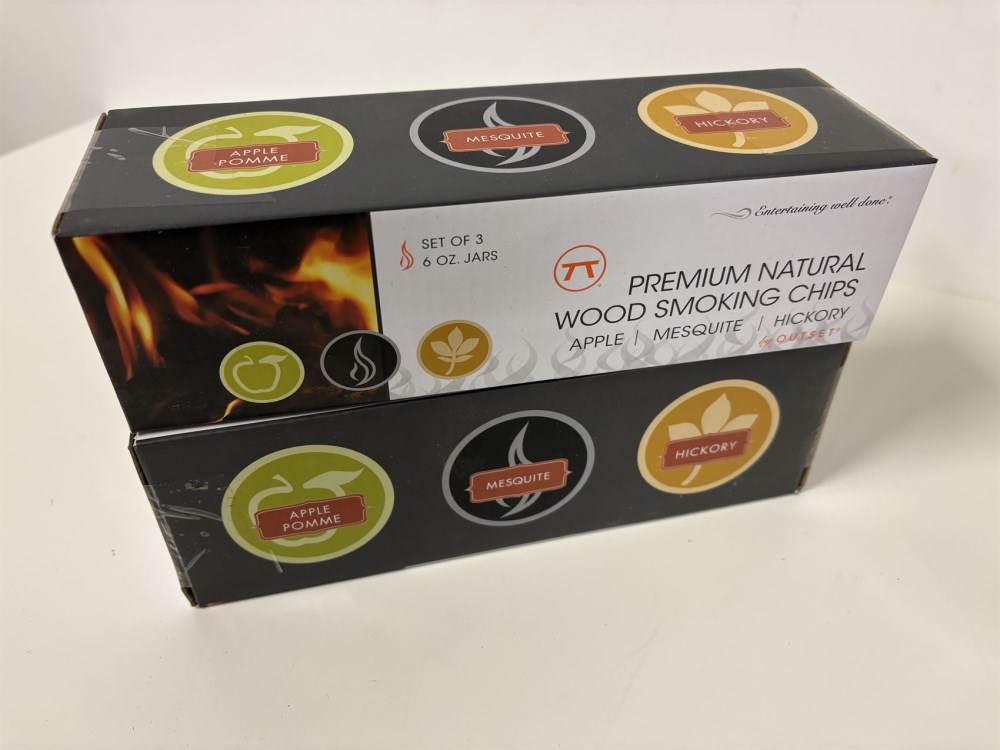 APPLE
POMME
MESQUITE
HICKORY
Entertaining well done®
SET OF 3
6 OZ. JARS
PREMIUM NATURAL
WOOD SMOKING CHIPS
APPLE | MESQUITE | HICKORY
by OUTSET®
APPLE
POMME
MESQUITE
HICKORY